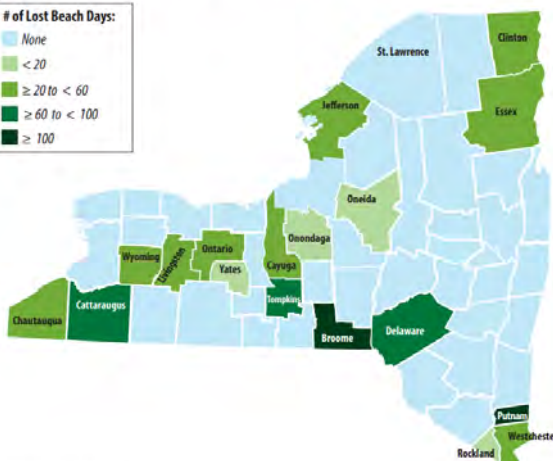 # of Lost Beach Days:
None
< 20
≥ 20 to < 60
≥ 60 to < 100
≥ 100
Clinton
St. Lawrence
Jefferson
Essex
Oneida
Onondaga
Wyoming
Livingston
Ontario
Yates
Cayuga
Tompkins
Cattaraugus
Chautauqua
Broome
Delaware
Putnam
Westcheste
Rockland